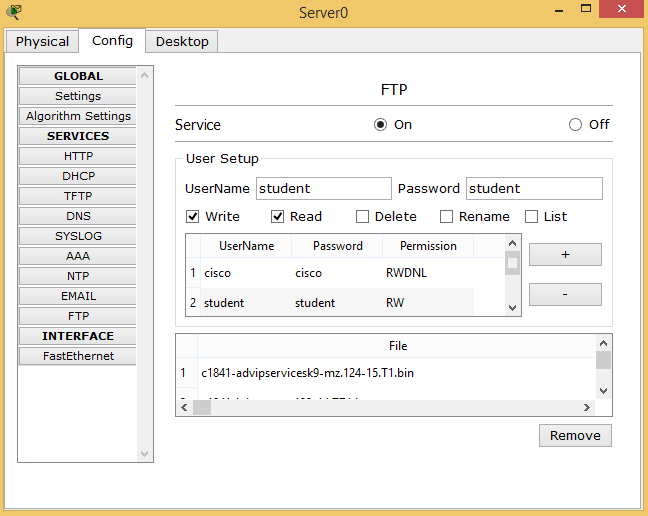 Server0
Physical Config Desktop
GLOBAL
Settings
Algorithm Settings
SERVICES
HTTP
DHCP
TFTP
DNS
SYSLOG
AAA
NTP
EMAIL
FTP
INTERFACE
FastEthernet
FTP
Service On Off
User Setup
UserName student Password student
Write Read Delete Rename List
UserName Password Permission
1 cisco cisco RWDNL
2 student student RW
+
-
File
1 c1841-advipservicesk9-mz.124-15.T1.bin
Remove